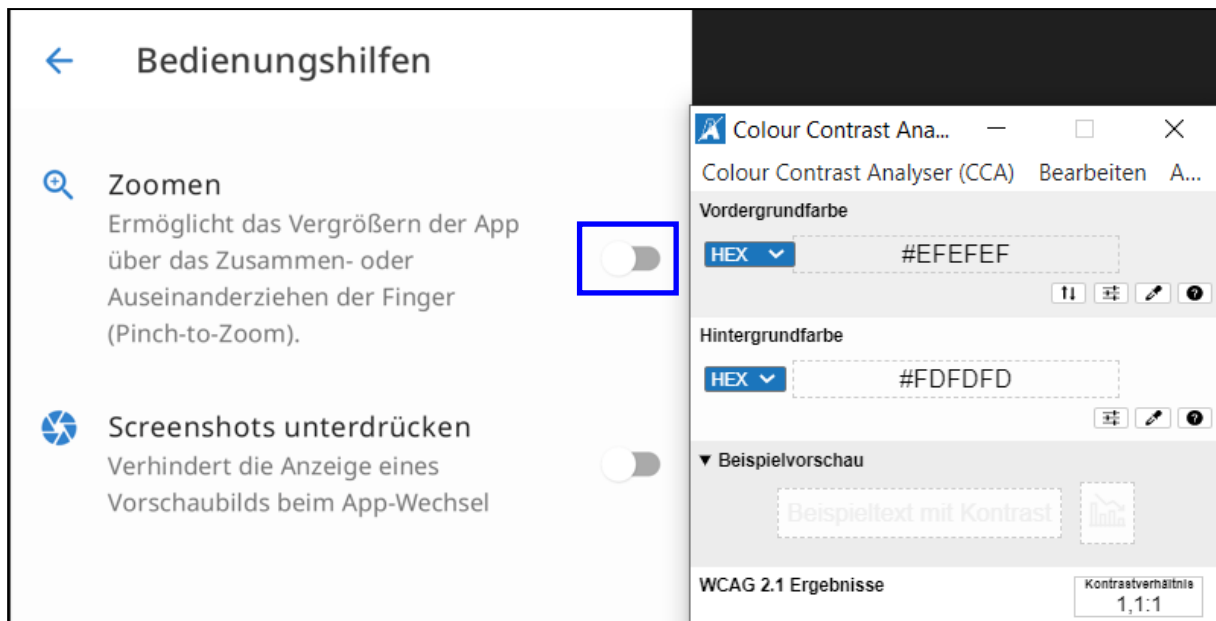 Bedienungshilfen
Zoomen
Ermöglicht das Vergrößern der App
über das Zusammen- oder
Auseinanderziehen der Finger
(Pinch-to-Zoom).
Screenshots unterdrücken
Verhindert die Anzeige eines
Vorschaubilds beim App-Wechsel
Colour Contrast Ana...
Colour Contrast Analyser (CCA) Bearbeiten A...
Vordergrundfarbe
HEX #EFEFEF
Hintergrundfarbe
HEX #FDFDFD
Beispielvorschau
Beispieltext mit Kontrast
WCAG 2.1 Ergebnisse
Kontrastverhältnis
1,1:1